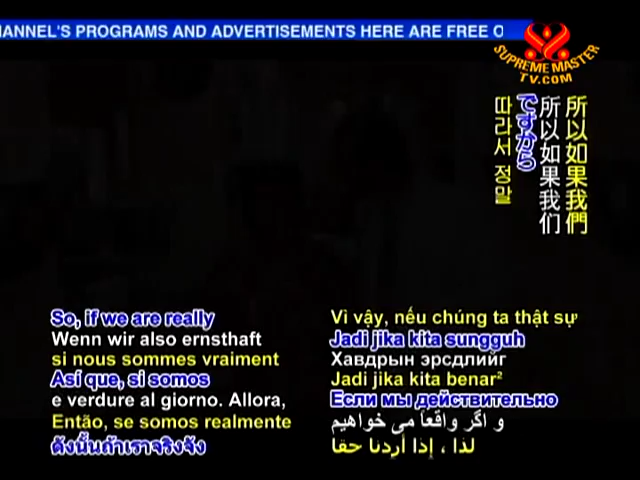 HANNEL'S PROGRAMS AND ADVERTISEMENTS HERE ARE FREE O
SUPREME MASTER
TV.COM
所以如果我們
所以如果我们
ですから
따라서 정말
So, if we are really
Wenn wir also ernsthaft
si nous sommes vraiment
Así que, si somos
e verdure al giorno. Allora,
Então, se somos realmente
ดังนั้นถ้าเราจริงจัง
Vì vậy, nếu chúng ta thật sự
Jadi jika kita sungguh
Хавдрын эрсдлийг
Jadi jika kita benar²
Если мы действительно
و اگر واقعاً می خواهیم
لذا ، إذا أردنا حقا